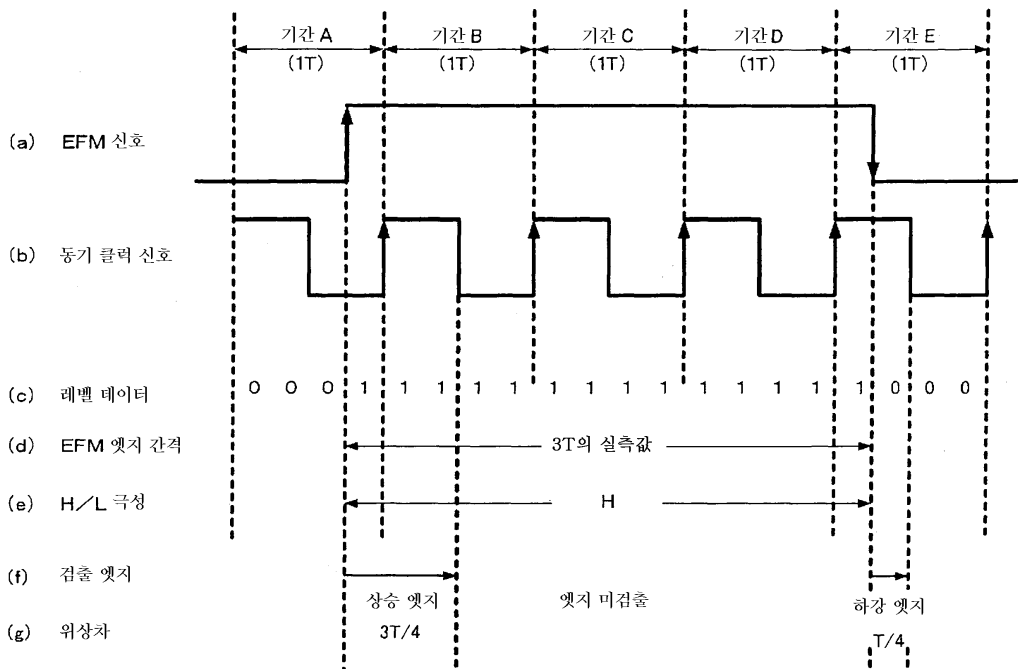 기간 A 기간 B 기간 C 기간 D 기간 E
(1T) (1T) (1T) (1T) (1T)
(a) EFM 신호
(b) 동기 클럭 신호
(c) 레벨 데이터 0 0 0 1 1 1 1 1 1 1 1 1 1 1 1 1 1 0 0 0
(d) EFM 엣지 간격 3T의 실측값
(e) H/L 극성 H
(f) 검출 엣지
상승 엣지 엣지 미검출 하강 엣지
(g) 위상차 3T/4 T/4